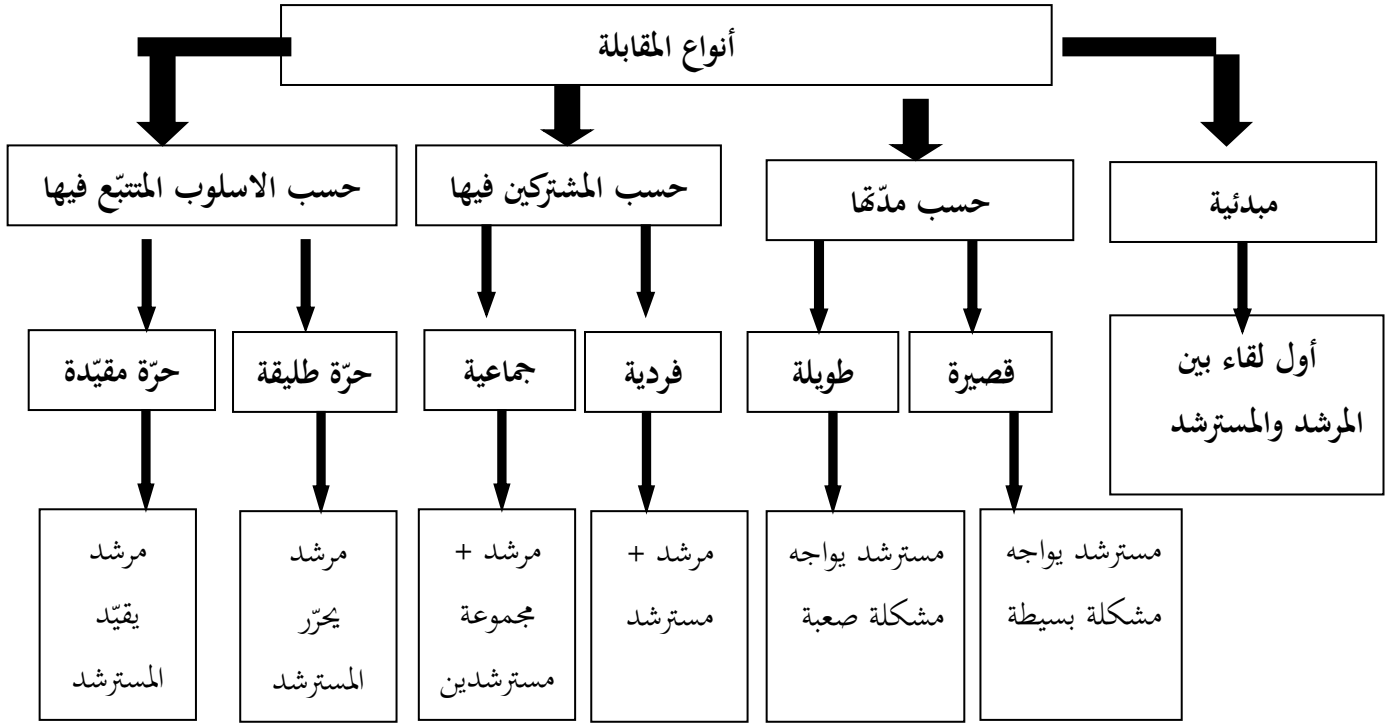 أنواع المقابلة
مبدئية
حسب مدّتها
حسب المشتركين فيها
حسب الاسلوب المتتبّع فيها
أول لقاء بين
المرشد والمسترشد
قصيرة
طويلة
فردية
جماعية
حرّة طليقة
حرّة مقيّدة
مسترشد يواجه
مشكلة بسيطة
مسترشد يواجه
مشكلة صعبة
مرشد +
مسترشد
مرشد +
مجموعة
مسترشدين
مرشد
يحرّر
المسترشد
مرشد
يقيّد
المسترشد